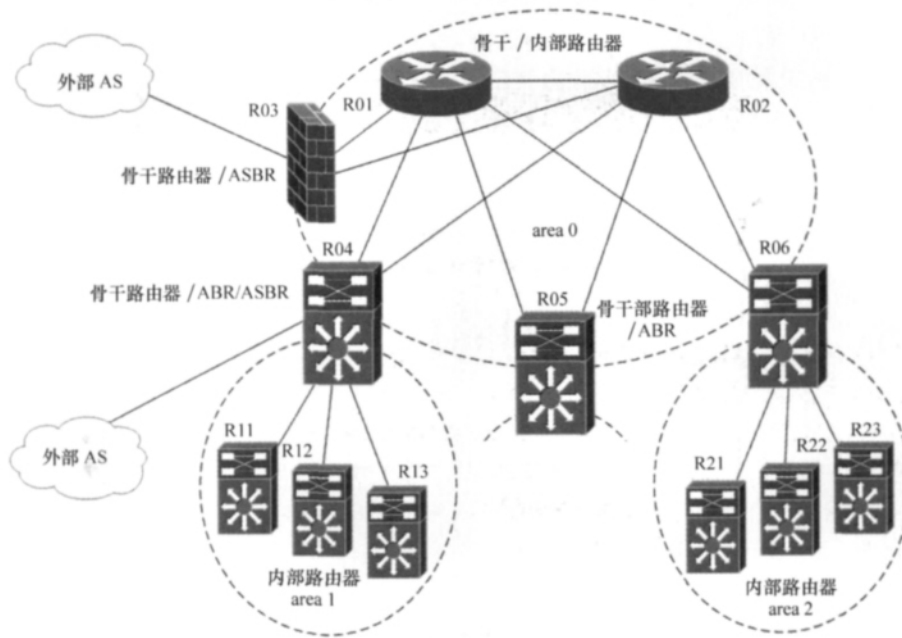 骨干/内部路由器
外部 AS
R01
R02
R03
骨干路由器/ASBR
area 0
R04
R06
骨干路由器/ABR/ASBR
R05
骨干部路由器
/ABR
外部 AS
R11
R12
R13
R21
R22
R23
内部路由器
area 1
内部路由器
area 2